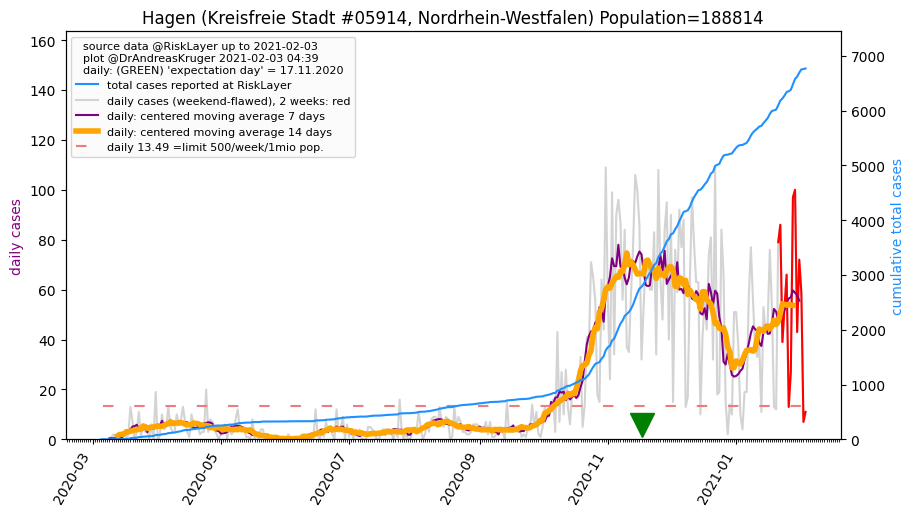 Hagen (Kreisfreie Stadt #05914, Nordrhein-Westfalen) Population=188814
source data @RiskLayer up to 2021-02-03
plot @DrAndreasKruger 2021-02-03 04:39
daily: (GREEN) 'expectation day' = 17.11.2020
total cases reported at RiskLayer
daily cases (weekend-flawed), 2 weeks: red
daily: centered moving average 7 days
daily: centered moving average 14 days
daily 13.49 =limit 500/week/1mio pop.
daily cases
160
140
120
100
80
60
40
20
0
cumulative total cases
7000
6000
5000
4000
3000
2000
1000
0
2020-03
2020-05
2020-07
2020-09
2020-11
2021-01